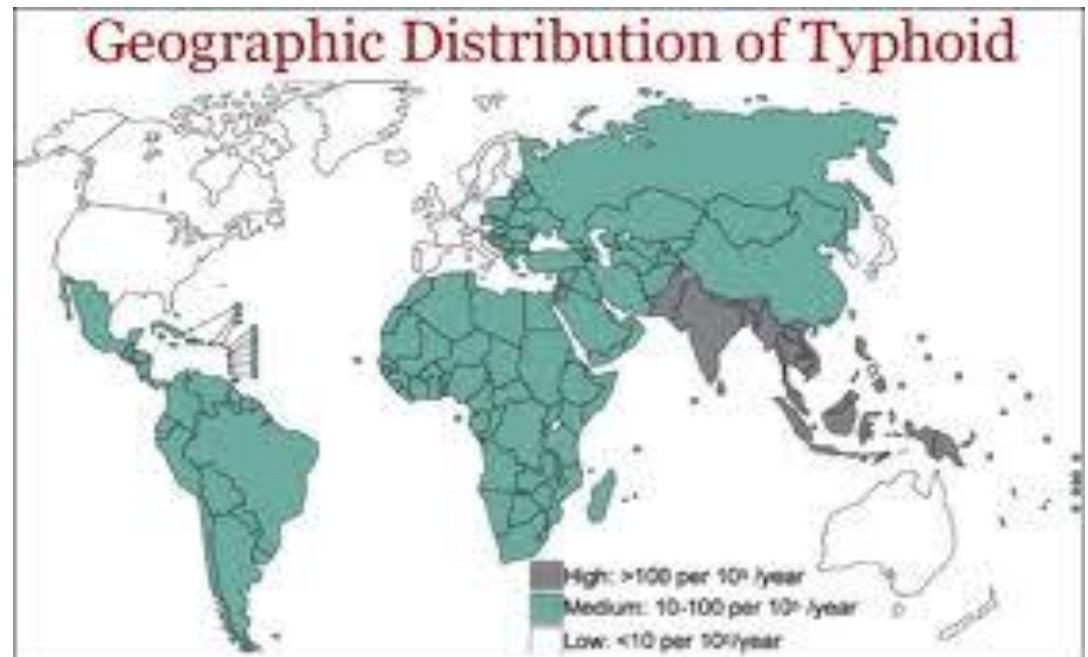 Geographic Distribution of Typhoid
High: >100 per 10⁵ /year
Medium: 10-100 per 10⁵ /year
Low: <10 per 10⁵/year